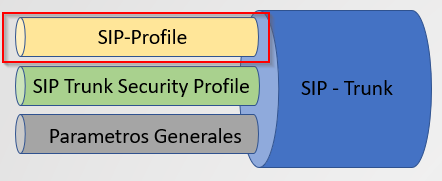 SIP-Profile
SIP Trunk Security Profile
SIP - Trunk
Parametros Generales